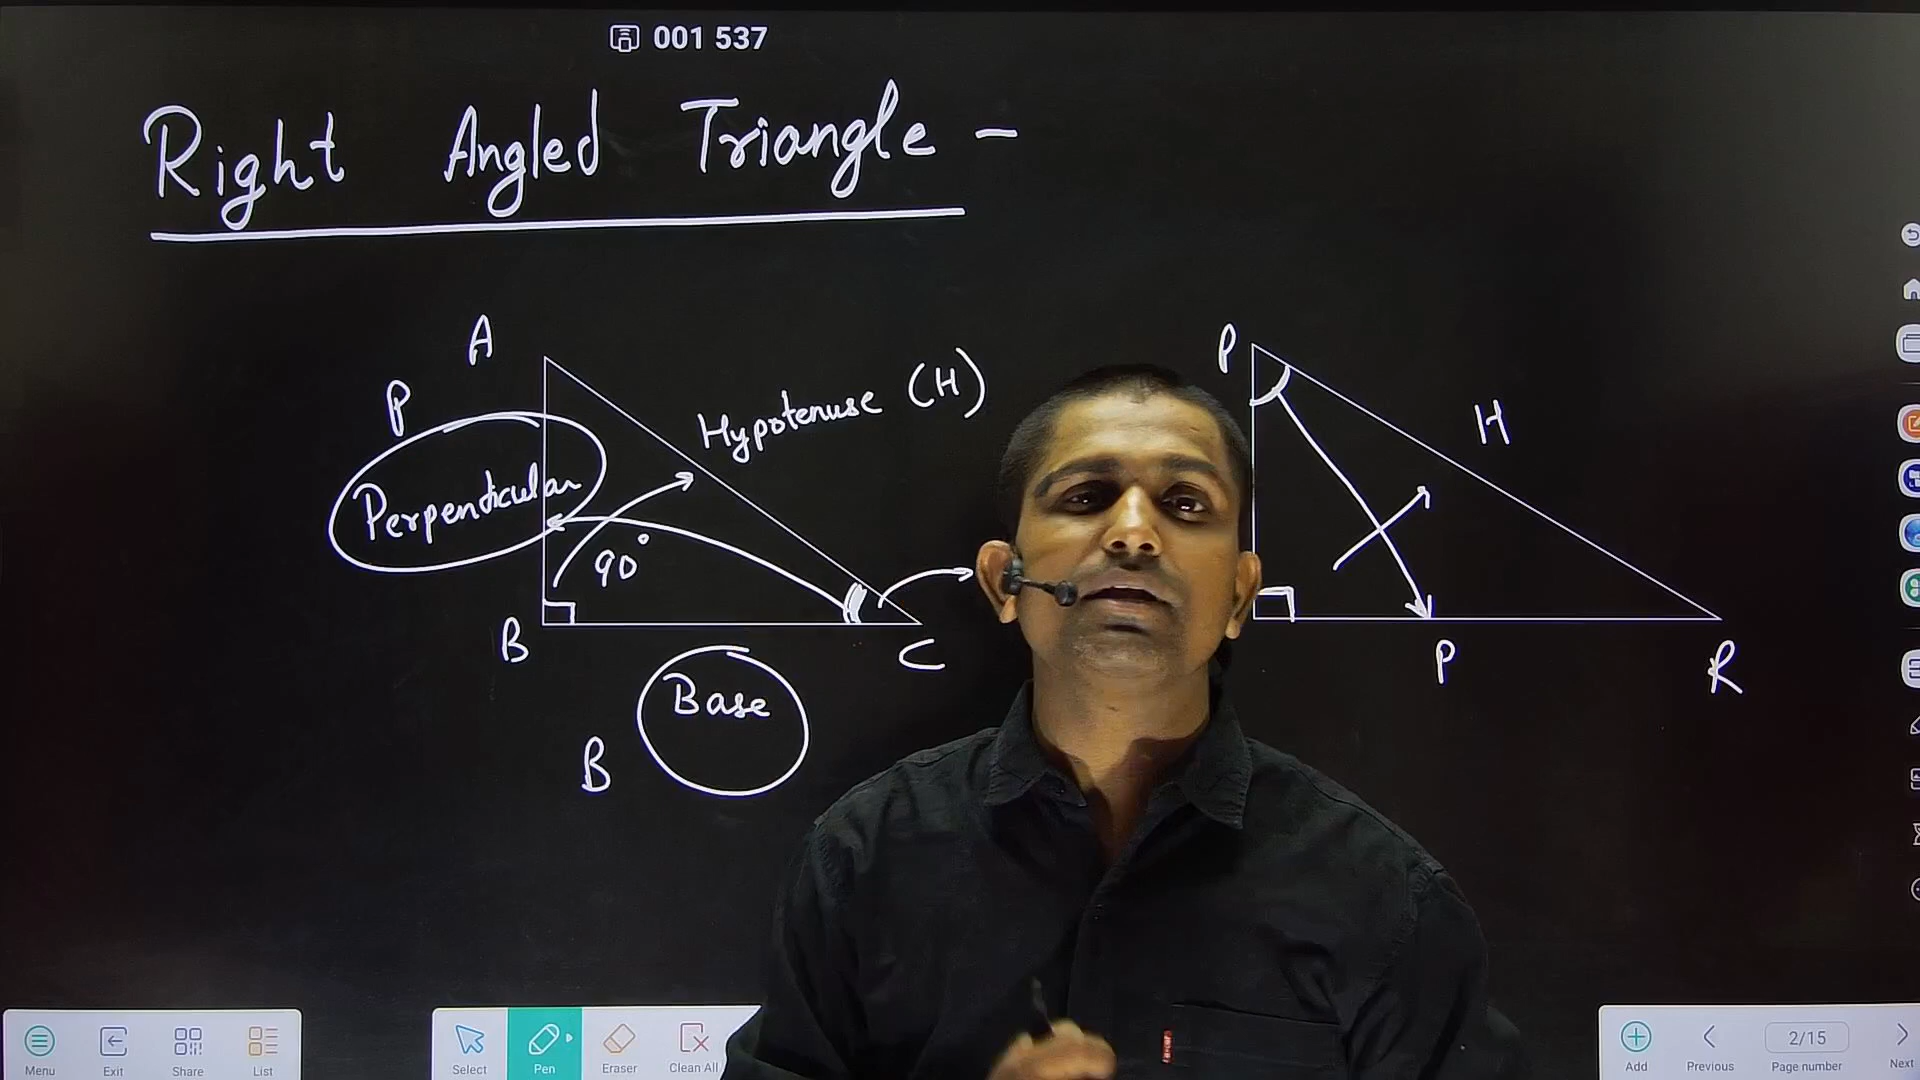 001 537
Right Angled Triangle -
A
P
Perpendicular
Hypotenuse (H)
90°
B
C
Base
B
P
H
P
R
Menu
Exit
Share
List
Select
Pen
Eraser
Clean All
Add
Previous
2/15
Page number
Next